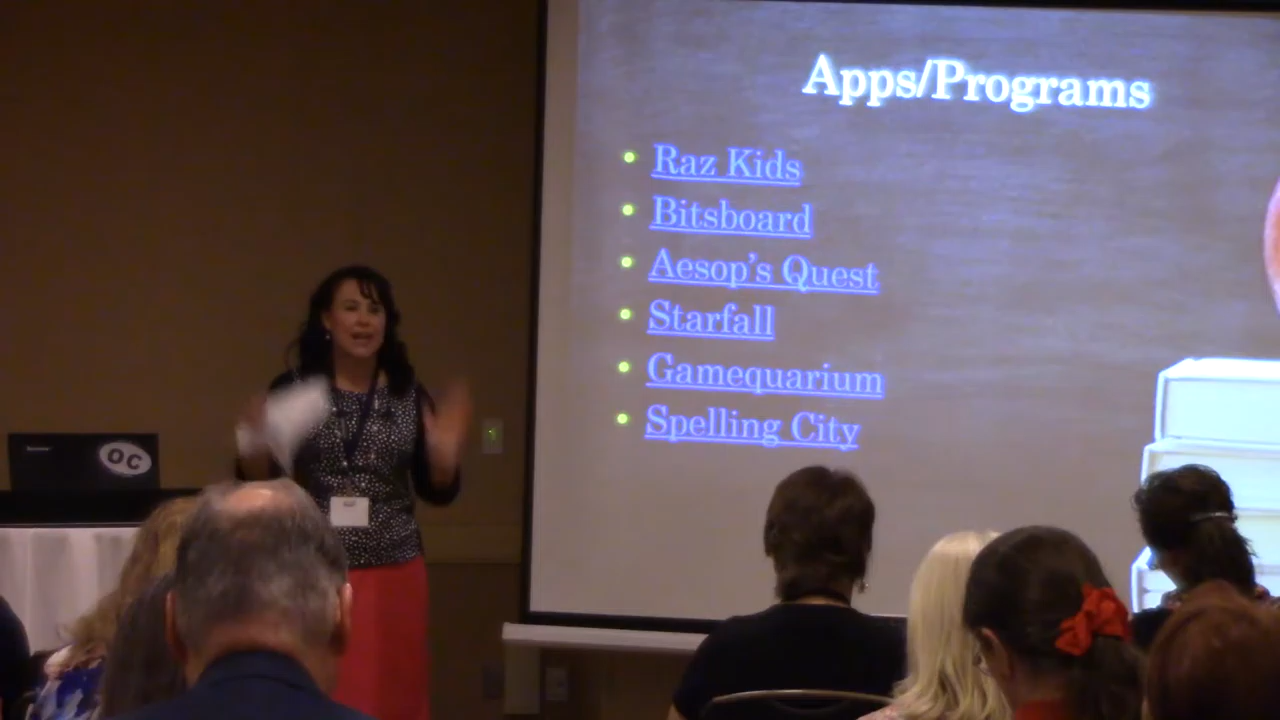 Apps/Programs
• Raz Kids
• Bitsboard
• Aesop's Quest
• Starfall
• Gamequarium
• Spelling City
OC